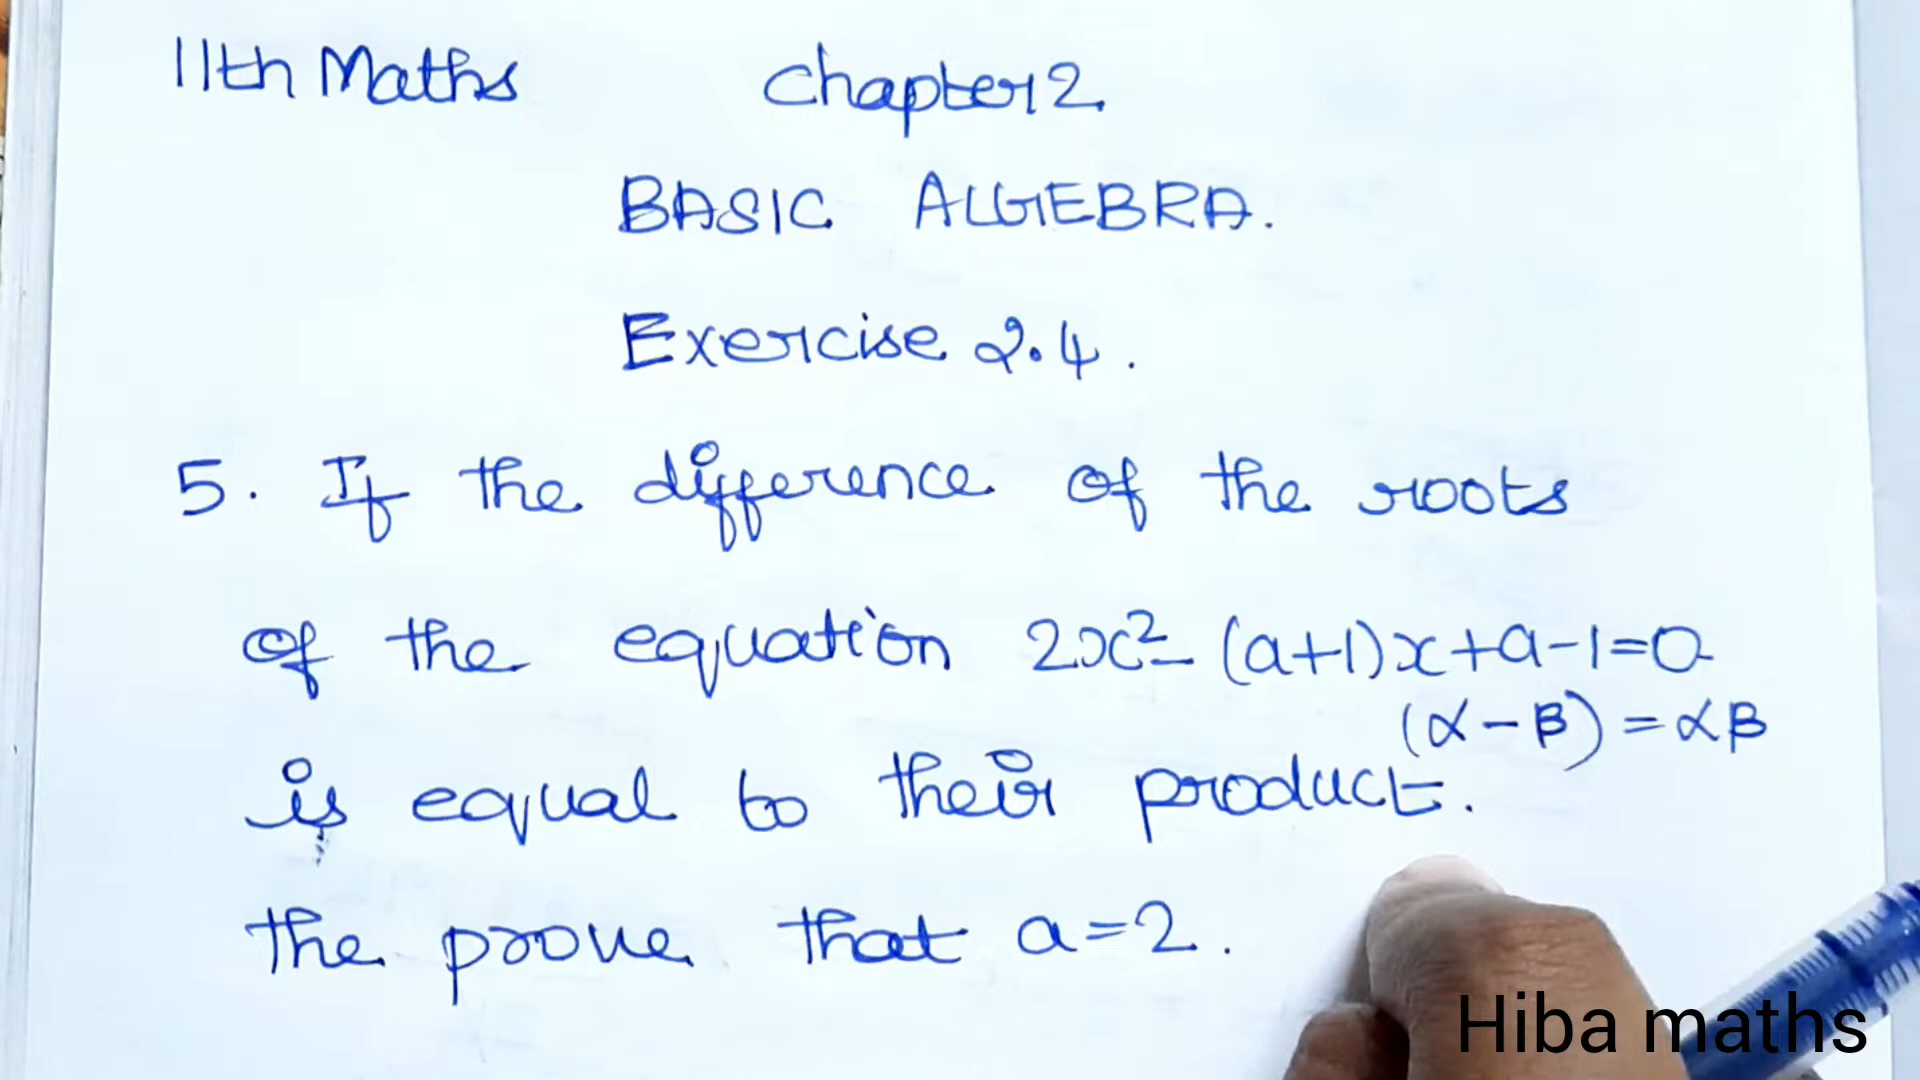 11th Maths Chapter 2
BASIC ALGEBRA.
Exercise 2.4.
5. If the difference of the roots
of the equation 2x²-(a+1)x+a-1=0
(α-β)=αβ
is equal to their product.
the prove that a=2.
Hiba maths